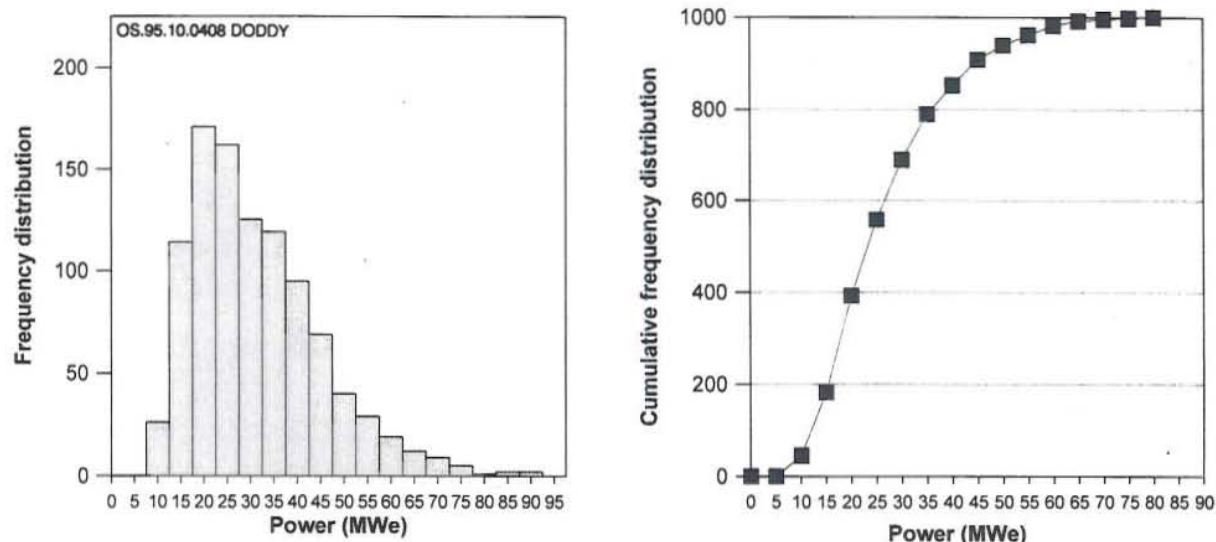 OS.95.10.0408 DODDY
200
150
100
50
0
Frequency distribution
0 5 10 15 20 25 30 35 40 45 50 55 60 65 70 75 80 85 90 95
Power (MWe)
1000
800
600
400
200
0
Cumulative frequency distribution
0 5 10 15 20 25 30 35 40 45 50 55 60 65 70 75 80 85 90
Power (MWe)